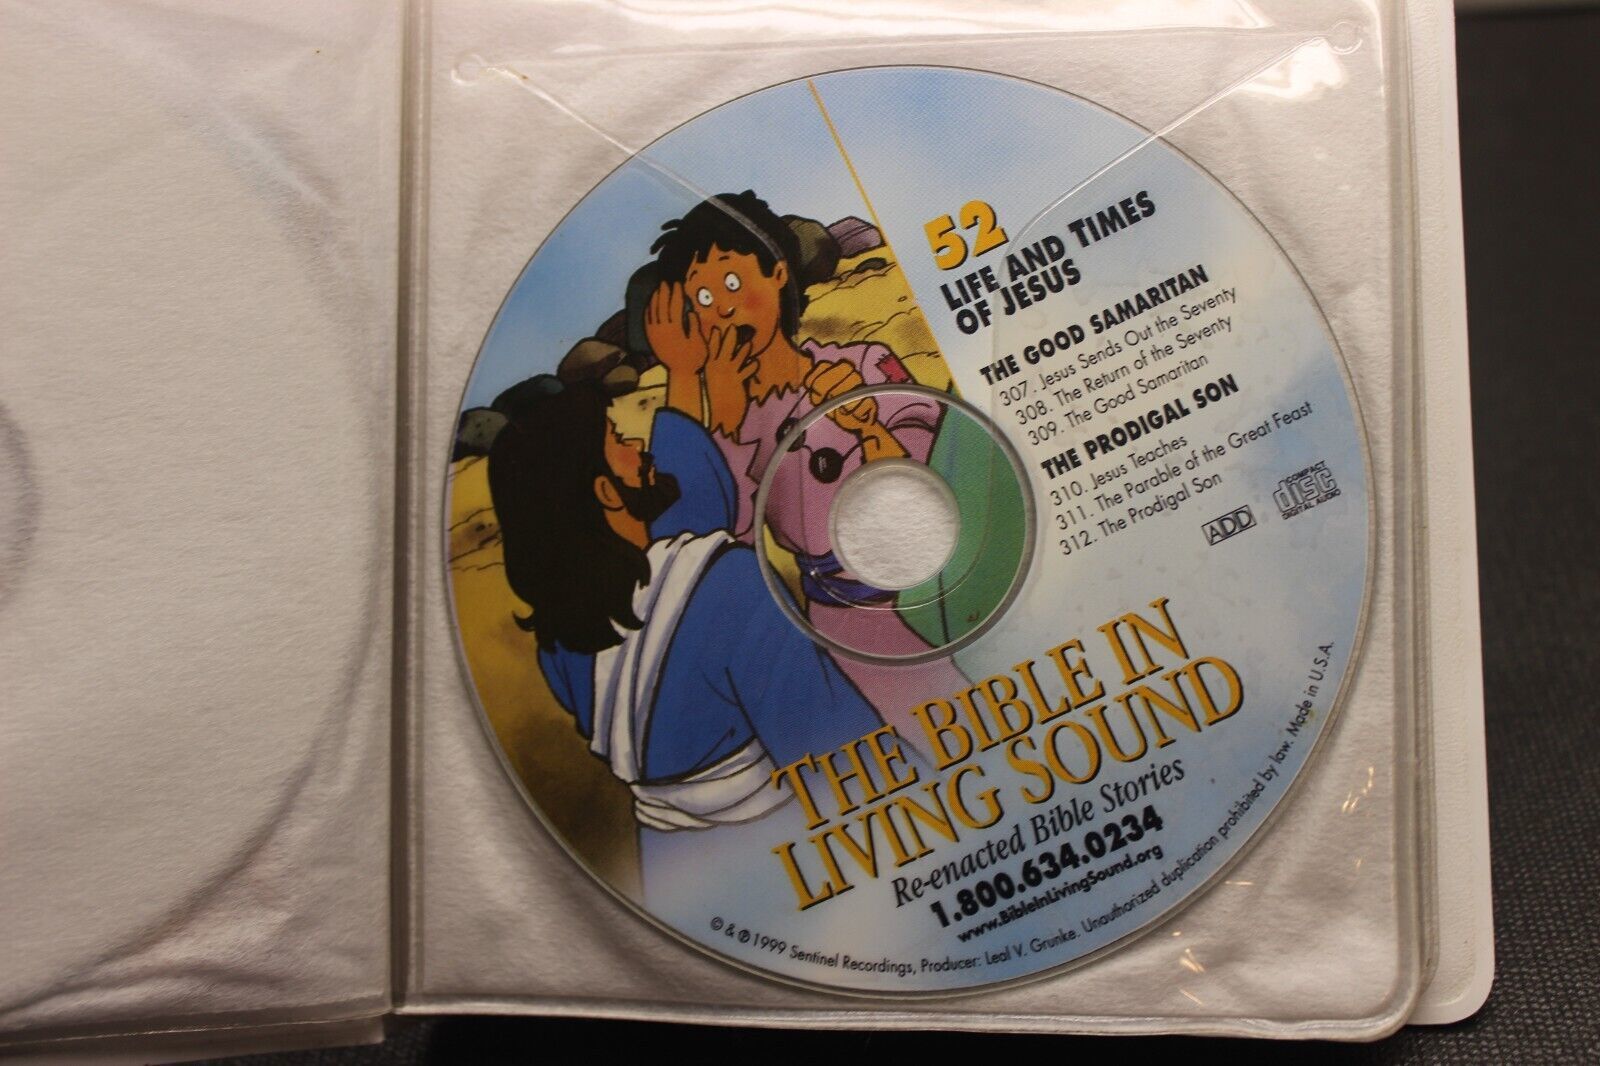 52
LIFE AND TIMES
OF JESUS
THE GOOD SAMARITAN
307. Jesus Sends Out the Seventy
308. The Return of the Seventy
309. The Good Samaritan
THE PRODIGAL SON
310. Jesus Teaches
311. The Parable of the Great Feast
312. The Prodigal Son
ADD
COMPACT
disc
DIGITAL AUDIO
THE BIBLE IN
LIVING SOUND
Re-enacted Bible Stories
1.800.634.0234
www.BibleInLivingSound.org
© & ℗ 1999 Sentinel Recordings, Producer: Leal V. Grunke. Unauthorized duplication prohibited by law. Made in U.S.A.